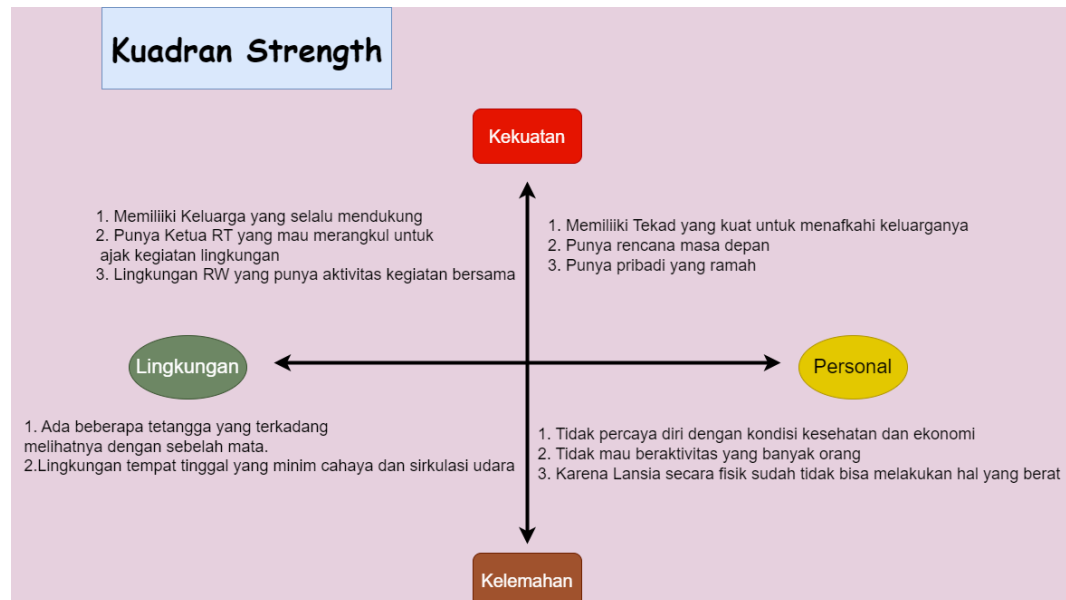 Kuadran Strength
Kekuatan
1. Memiliiki Keluarga yang selalu mendukung
2. Punya Ketua RT yang mau merangkul untuk
ajak kegiatan lingkungan
3. Lingkungan RW yang punya aktivitas kegiatan bersama
1. Memiliiki Tekad yang kuat untuk menafkahi keluarganya
2. Punya rencana masa depan
3. Punya pribadi yang ramah
Lingkungan
Personal
1. Ada beberapa tetangga yang terkadang
melihatnya dengan sebelah mata.
2.Lingkungan tempat tinggal yang minim cahaya dan sirkulasi udara
1. Tidak percaya diri dengan kondisi kesehatan dan ekonomi
2. Tidak mau beraktivitas yang banyak orang
3. Karena Lansia secara fisik sudah tidak bisa melakukan hal yang berat
Kelemahan